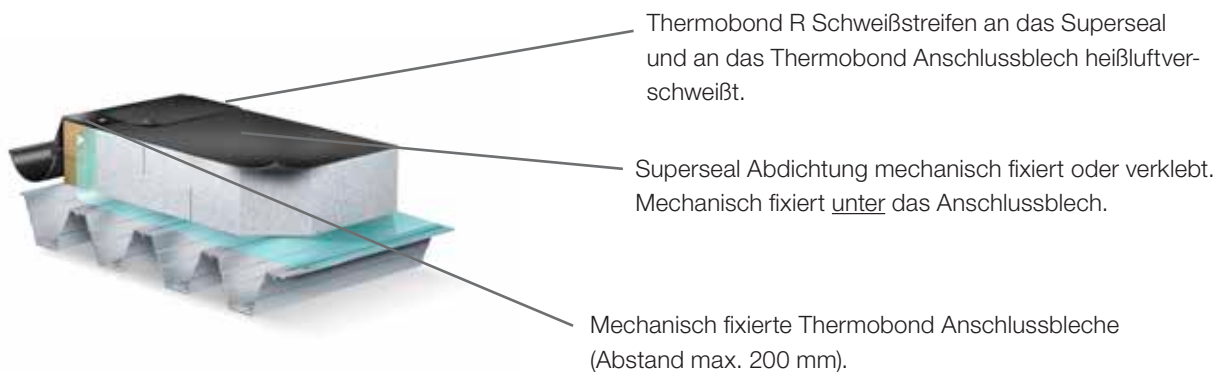 Thermobond R Schweißstreifen an das Superseal
und an das Thermobond Anschlussblech heißluftver-
schweißt.
Superseal Abdichtung mechanisch fixiert oder verklebt.
Mechanisch fixiert unter das Anschlussblech.
Mechanisch fixierte Thermobond Anschlussbleche
(Abstand max. 200 mm).